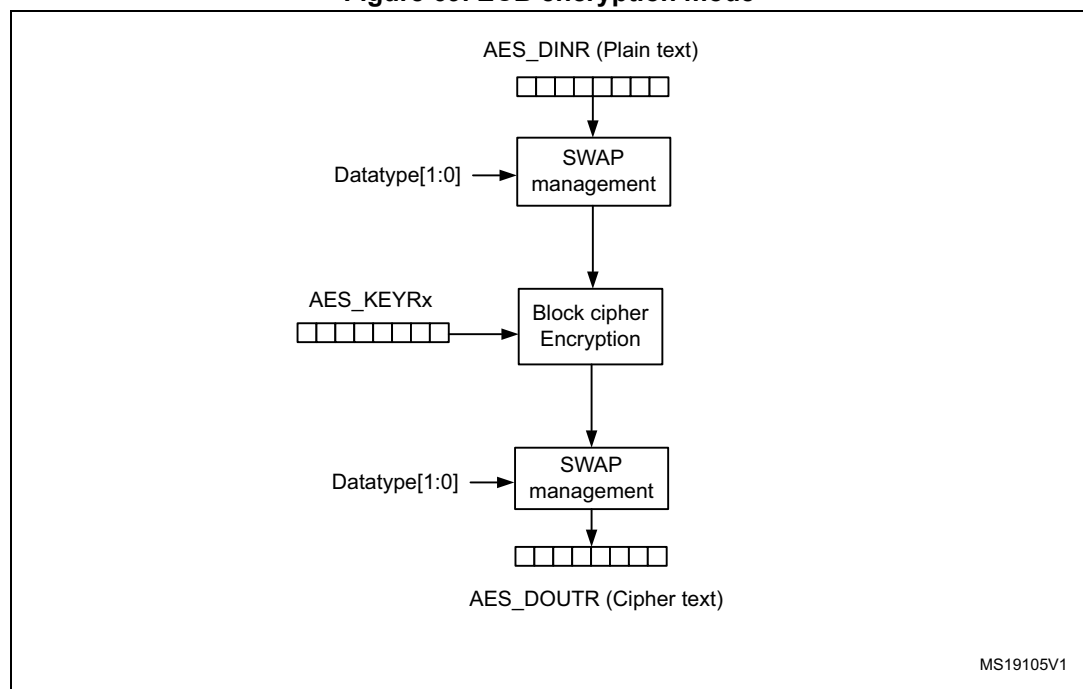 AES_DINR (Plain text)
SWAP
management
Datatype[1:0]
AES_KEYRx
Block cipher
Encryption
SWAP
management
Datatype[1:0]
AES_DOUTR (Cipher text)
MS19105V1